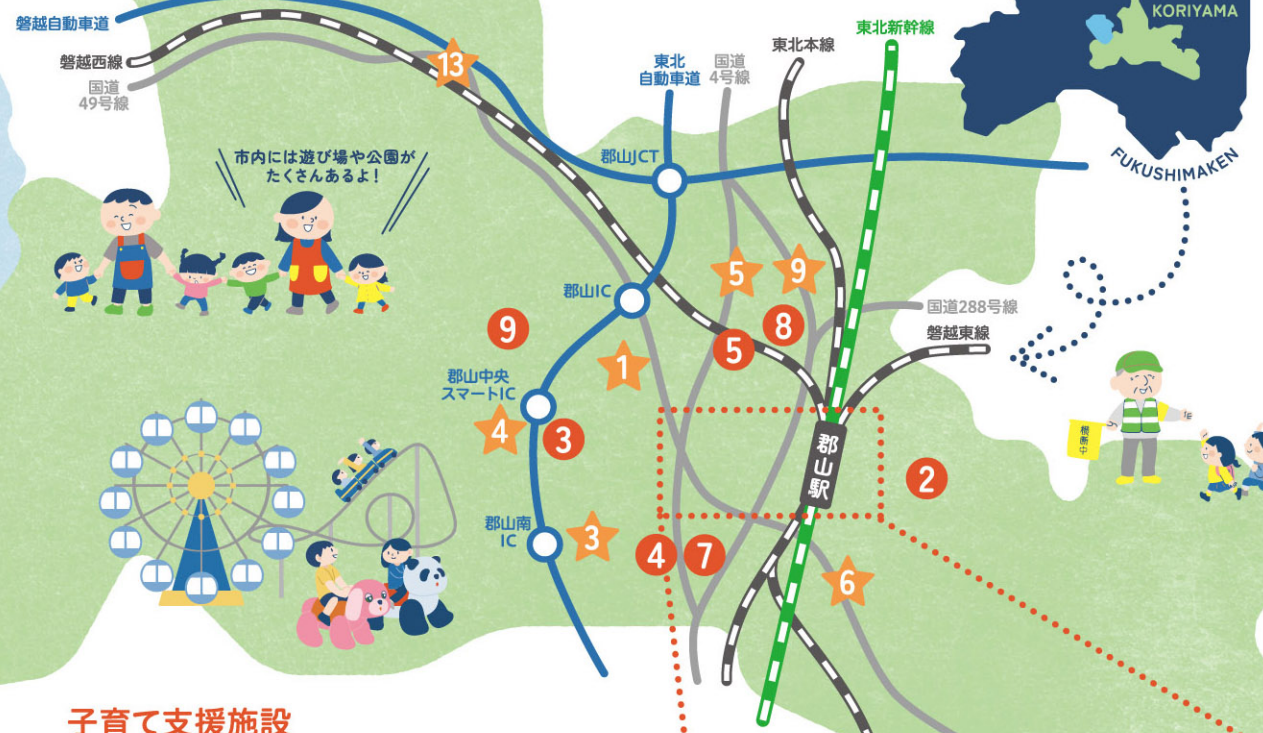 磐越自動車道
磐越西線
国道
49号線
13
東北
自動車道
国道
4号線
東北本線
東北新幹線
KORIYAMA
FUKUSHIMAKEN
市内には遊び場や公園が
たくさんあるよ!
郡山JCT
郡山IC
5
9
8
5
9
1
国道288号線
磐越東線
郡山中央
スマートIC
4
3
郡山駅
2
横断中
郡山南
IC
3
4
7
6
子育て支援施設